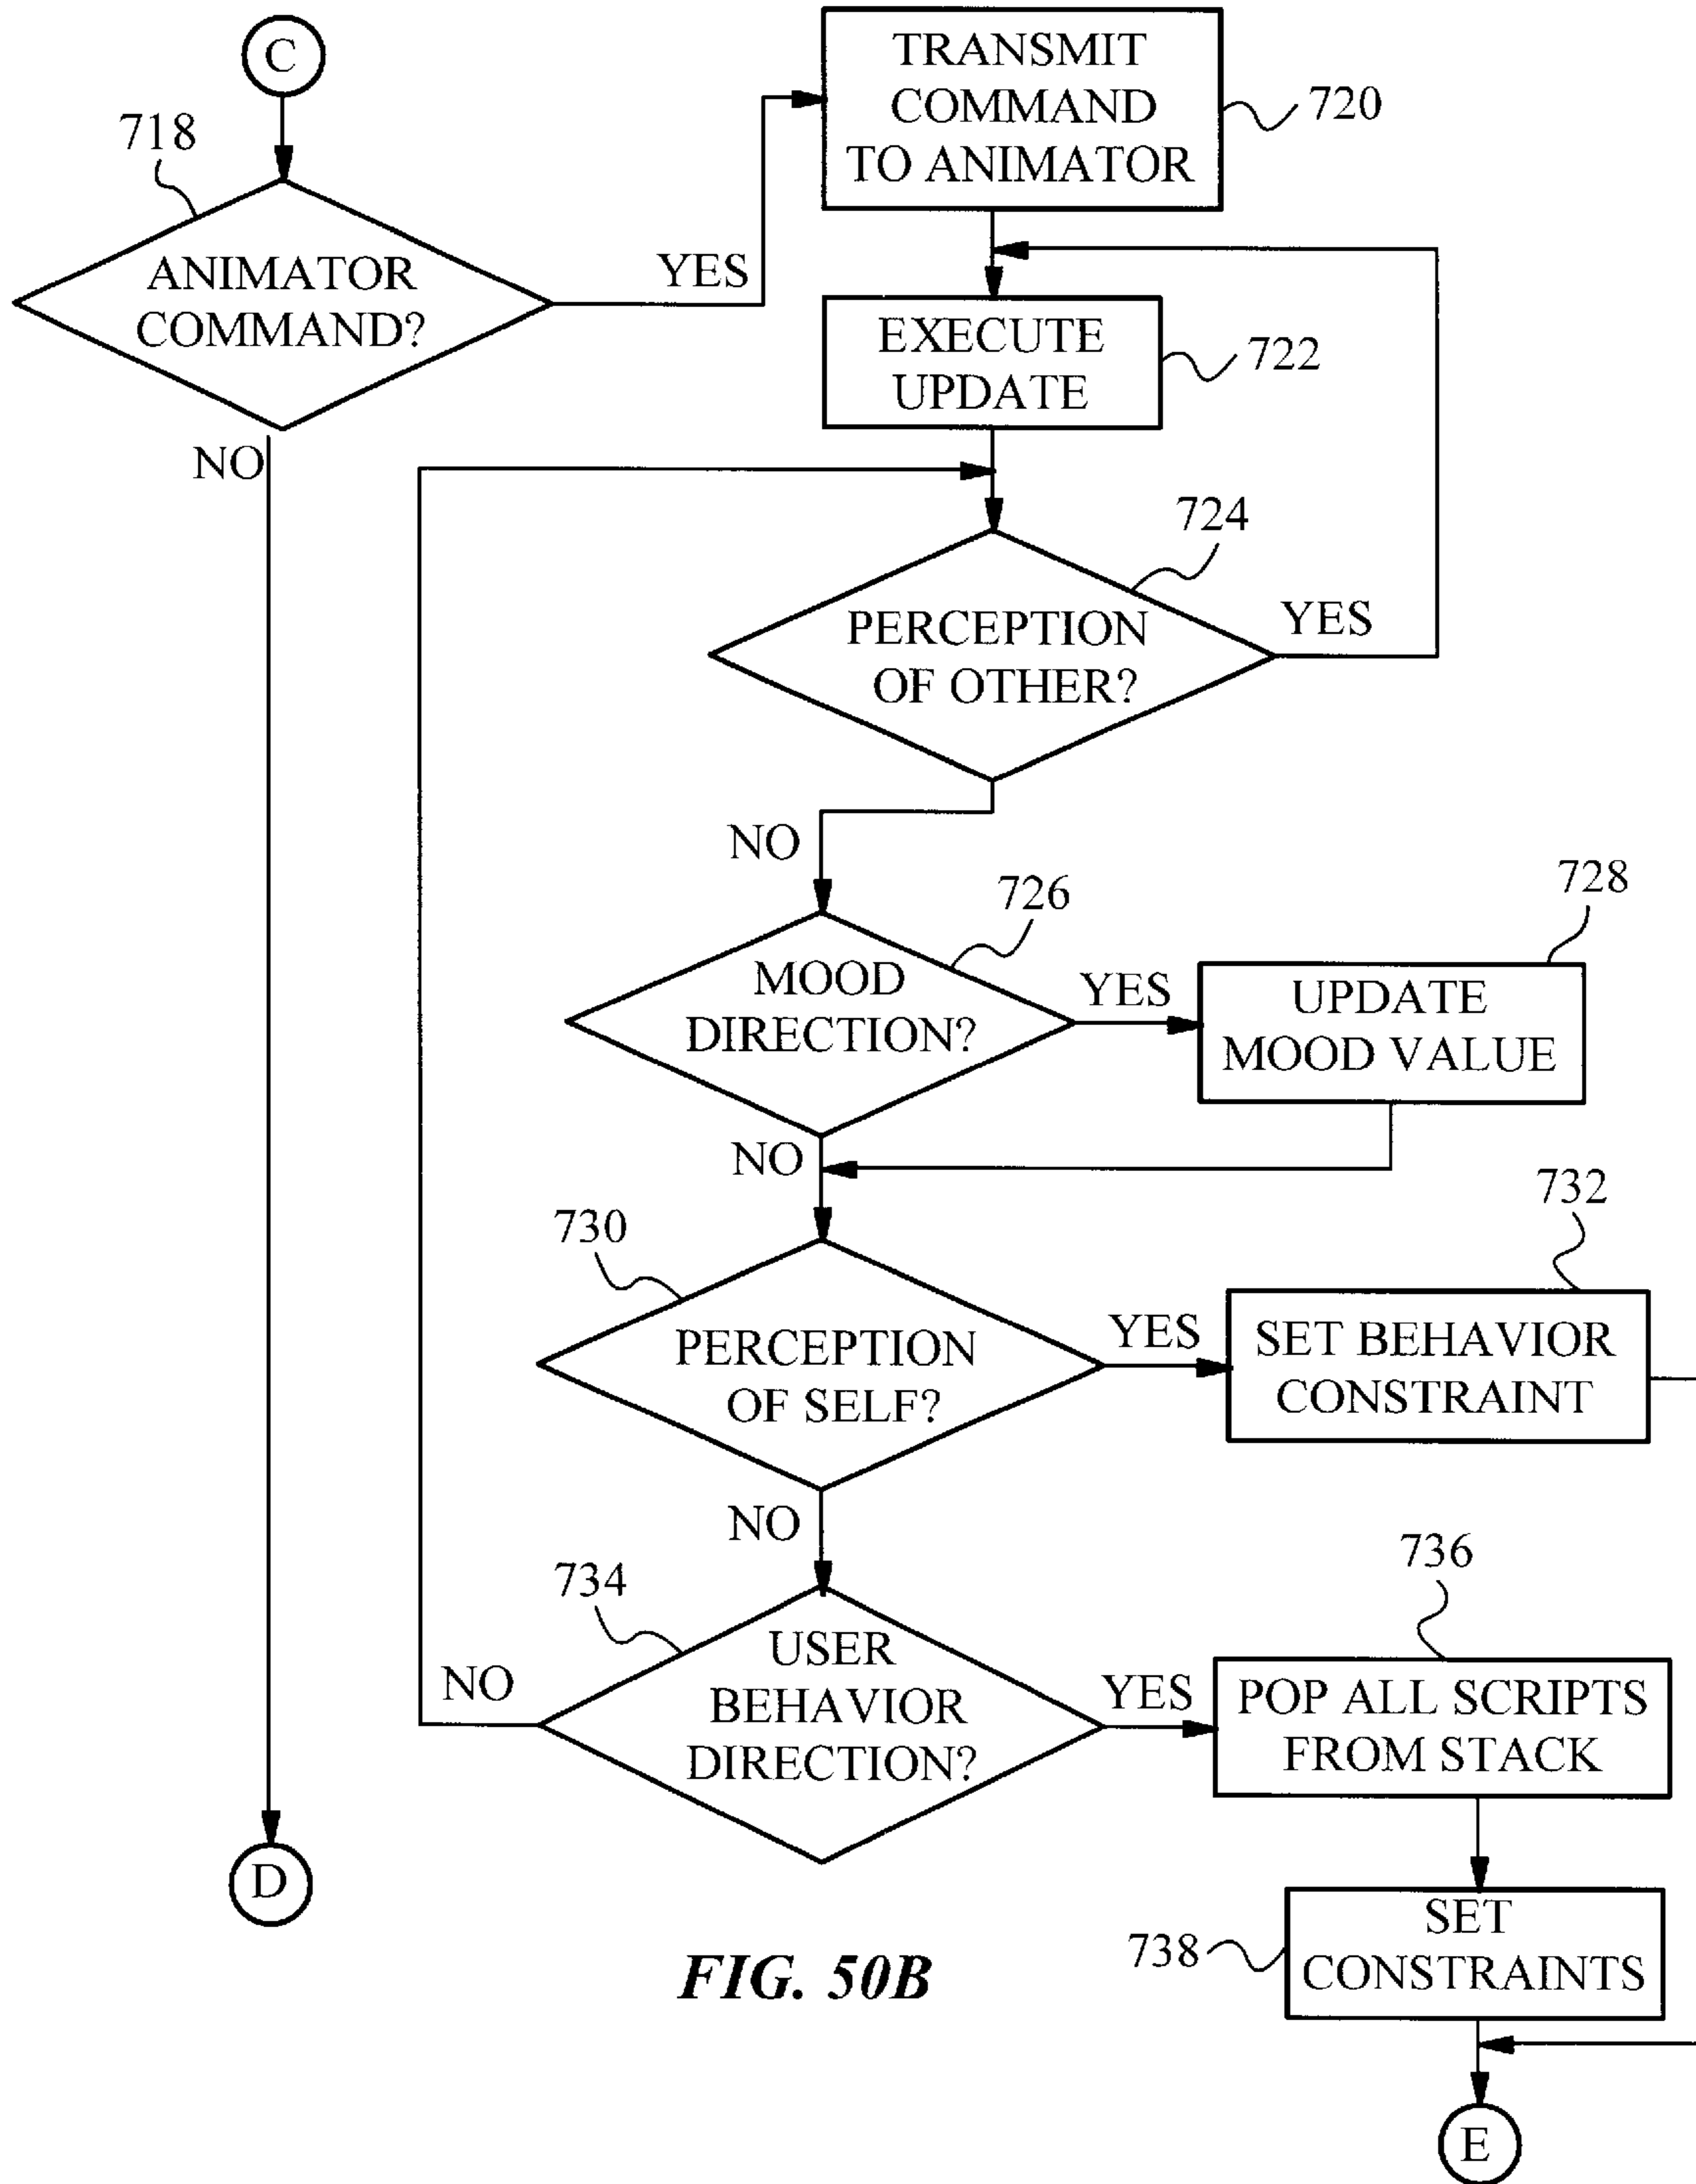 C
718
ANIMATOR
COMMAND?
YES
NO
TRANSMIT
COMMAND
TO ANIMATOR
720
EXECUTE
UPDATE
722
724
PERCEPTION
OF OTHER?
YES
NO
726
MOOD
DIRECTION?
YES
NO
728
UPDATE
MOOD VALUE
730
PERCEPTION
OF SELF?
YES
NO
732
SET BEHAVIOR
CONSTRAINT
734
USER
BEHAVIOR
DIRECTION?
NO
YES
736
POP ALL SCRIPTS
FROM STACK
738
SET
CONSTRAINTS
D
E
FIG. 50B